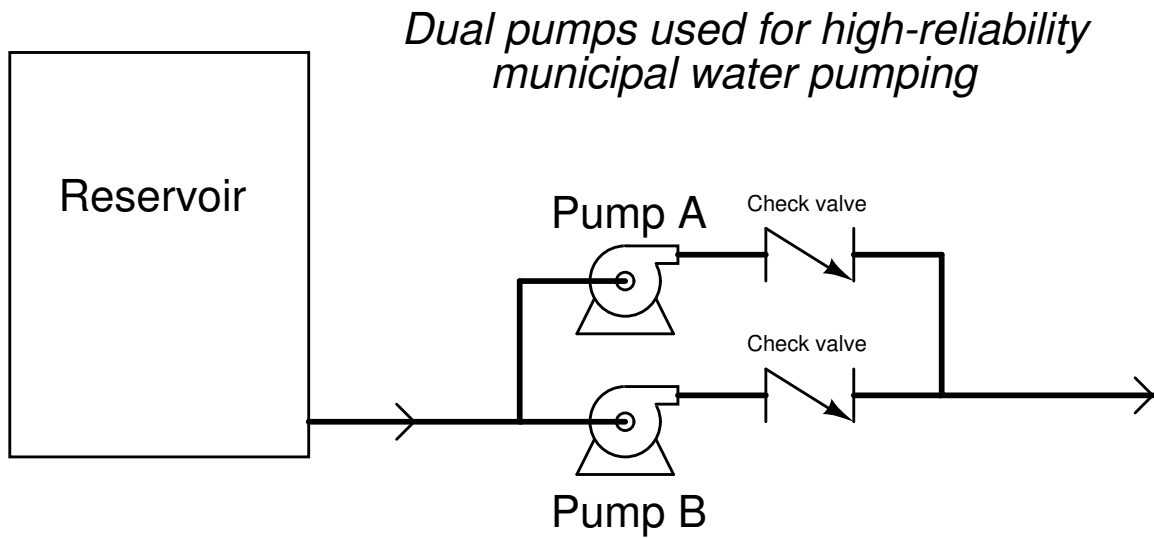 Dual pumps used for high-reliability
municipal water pumping
Reservoir
Pump A
Check valve
Check valve
Pump B